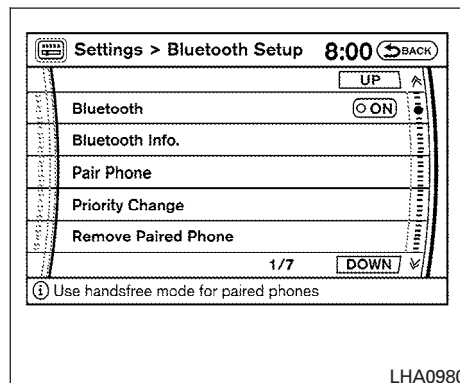 Settings > Bluetooth Setup 8:00 BACK
UP
Bluetooth ON
Bluetooth Info.
Pair Phone
Priority Change
Remove Paired Phone
1/7 DOWN
i Use handsfree mode for paired phones
LHA0980